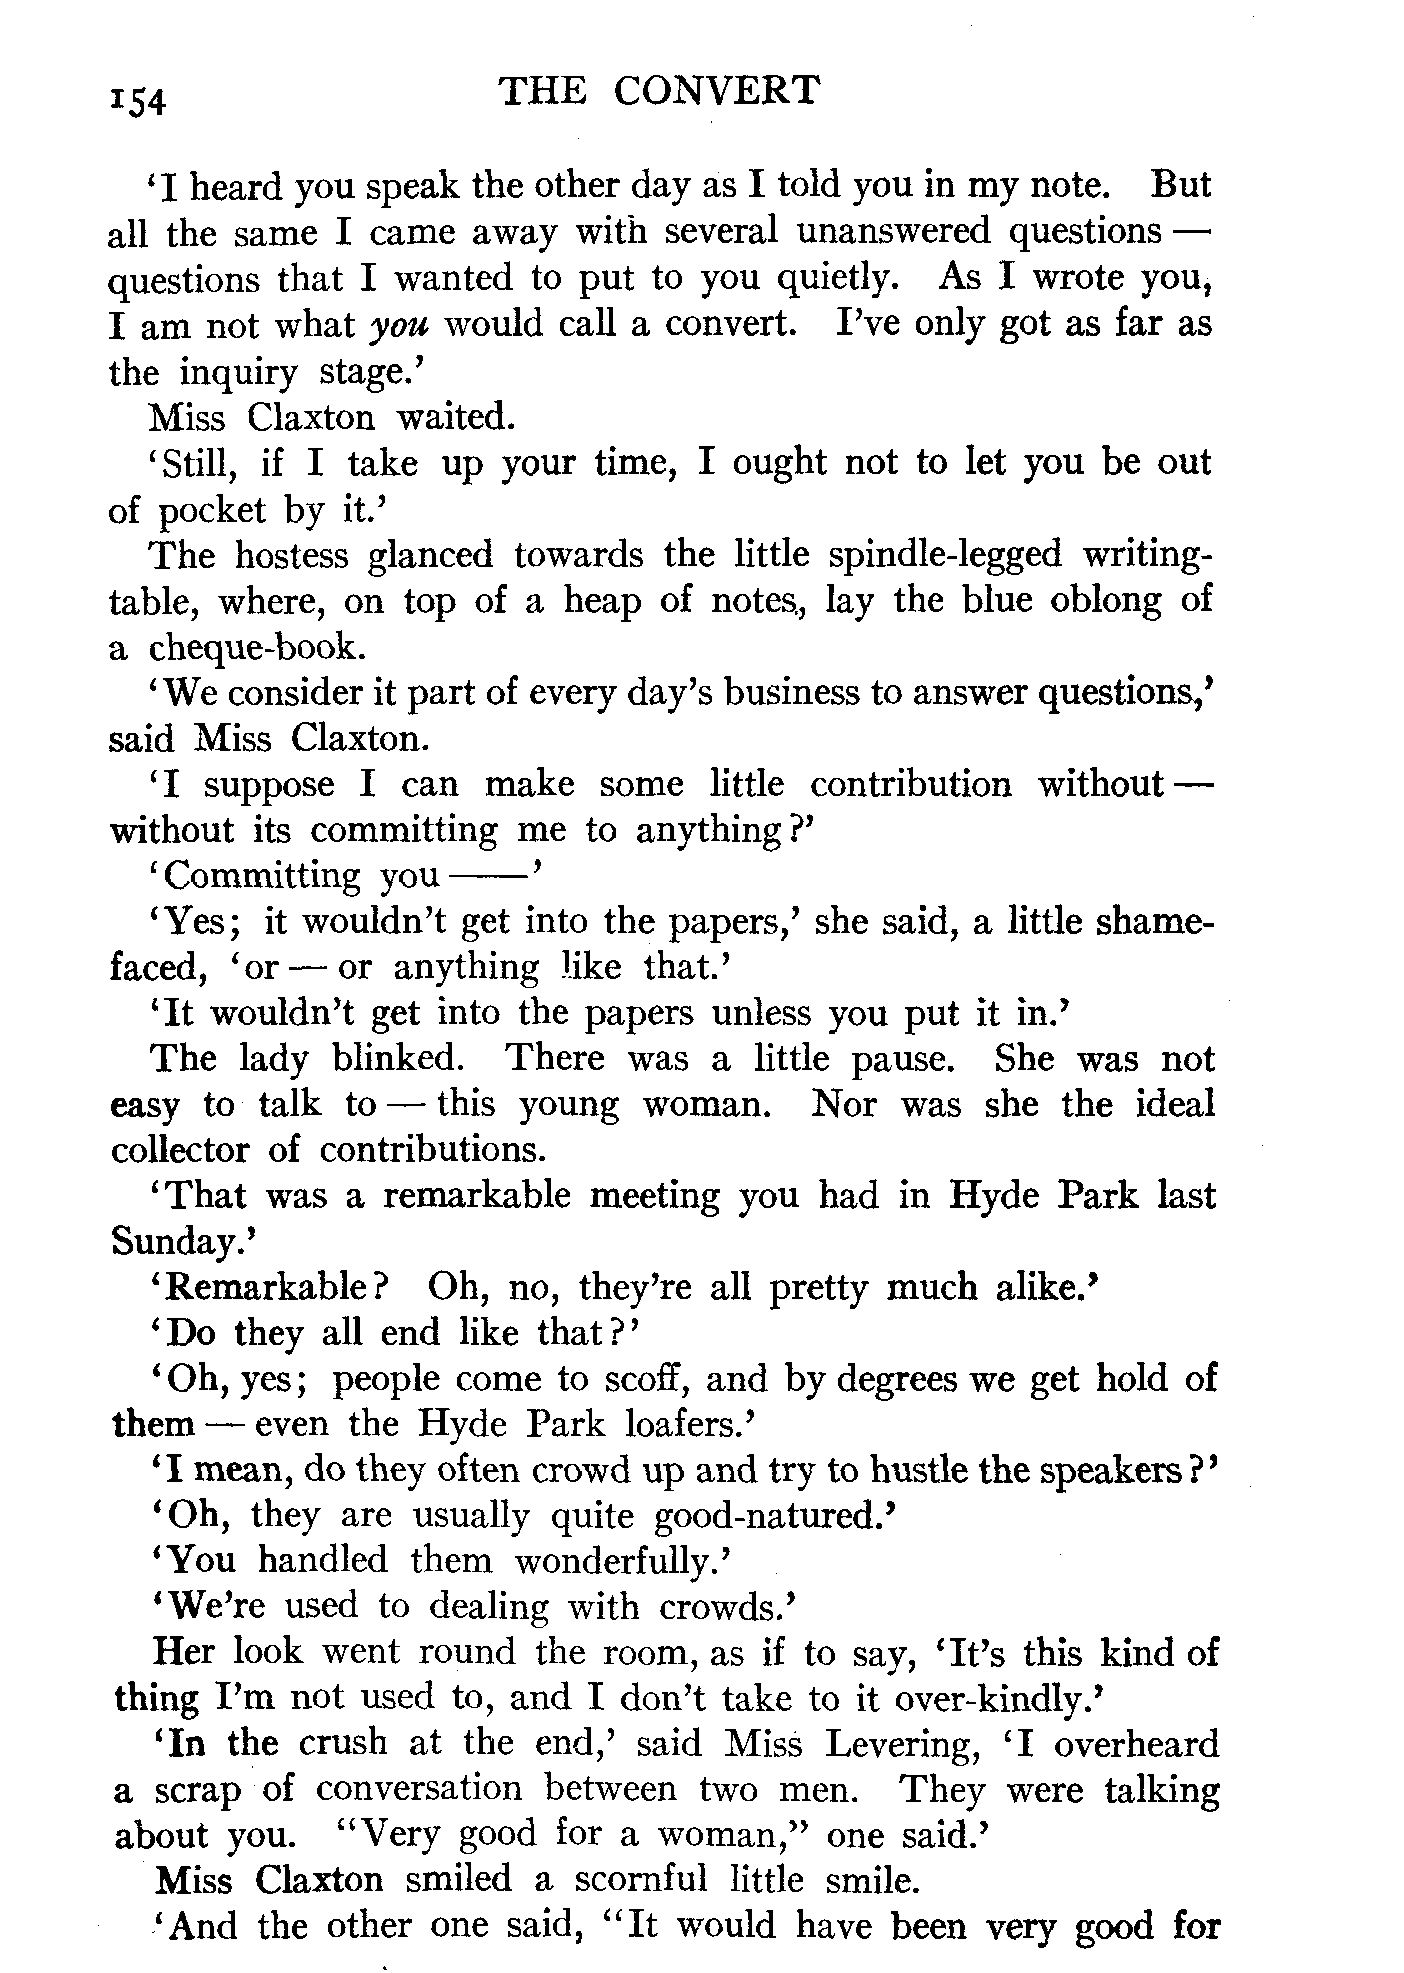 154 THE CONVERT
‘I heard you speak the other day as I told you in my note. But
all the same I came away with several unanswered questions —
questions that I wanted to put to you quietly. As I wrote you,
I am not what you would call a convert. I’ve only got as far as
the inquiry stage.’
Miss Claxton waited.
‘Still, if I take up your time, I ought not to let you be out
of pocket by it.’
The hostess glanced towards the little spindle-legged writing-
table, where, on top of a heap of notes, lay the blue oblong of
a cheque-book.
‘We consider it part of every day’s business to answer questions,’
said Miss Claxton.
‘I suppose I can make some little contribution without —
without its committing me to anything?’
‘Committing you ——’
‘Yes; it wouldn’t get into the papers,’ she said, a little shame-
faced, ‘or — or anything like that.’
‘It wouldn’t get into the papers unless you put it in.’
The lady blinked. There was a little pause. She was not
easy to talk to — this young woman. Nor was she the ideal
collector of contributions.
‘That was a remarkable meeting you had in Hyde Park last
Sunday.’
‘Remarkable? Oh, no, they’re all pretty much alike.’
‘Do they all end like that?’
‘Oh, yes; people come to scoff, and by degrees we get hold of
them — even the Hyde Park loafers.’
‘I mean, do they often crowd up and try to hustle the speakers?’
‘Oh, they are usually quite good-natured.’
‘You handled them wonderfully.’
‘We’re used to dealing with crowds.’
Her look went round the room, as if to say, ‘It’s this kind of
thing I’m not used to, and I don’t take to it over-kindly.’
‘In the crush at the end,’ said Miss Levering, ‘I overheard
a scrap of conversation between two men. They were talking
about you. “Very good for a woman,” one said.’
Miss Claxton smiled a scornful little smile.
‘And the other one said, “It would have been very good for